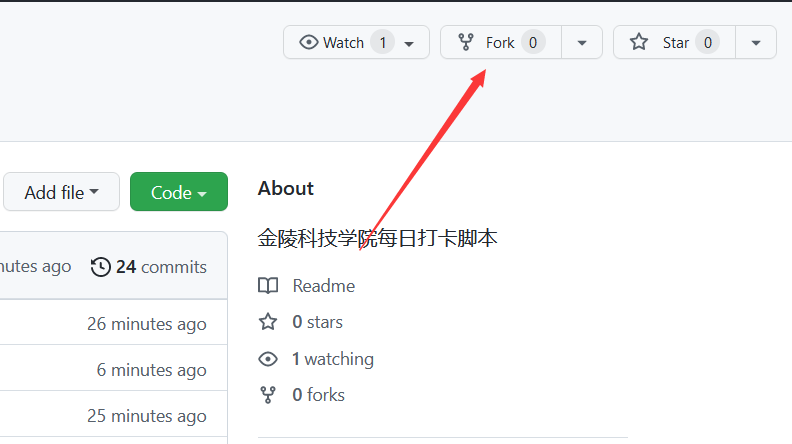 Watch 1 Fork 0 Star 0
Add file Code
About
金陵科技学院每日打卡脚本
nutes ago 24 commits
Readme
26 minutes ago
0 stars
6 minutes ago
1 watching
25 minutes ago
0 forks